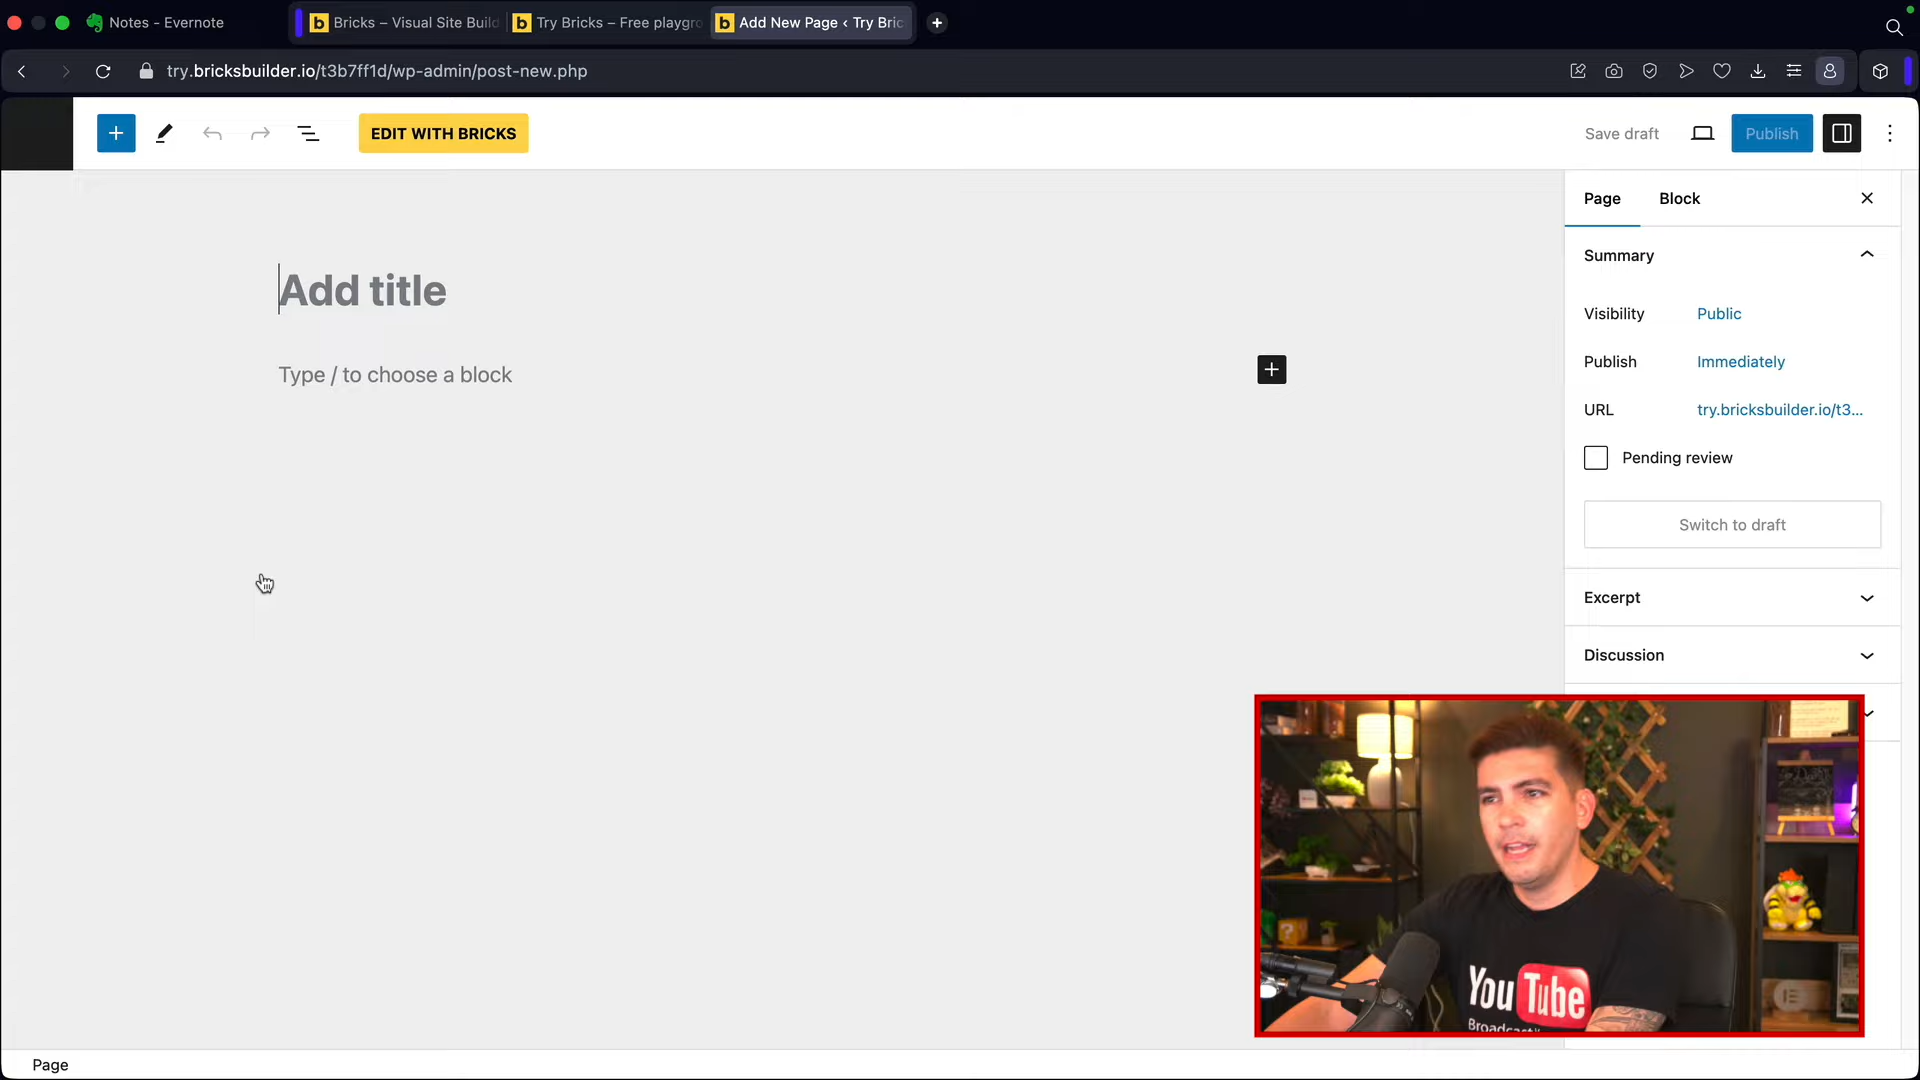 Notes - Evernote
Bricks – Visual Site Build
Try Bricks – Free playgro
Add New Page ‹ Try Bric
try.bricksbuilder.io/t3b7ff1d/wp-admin/post-new.php
EDIT WITH BRICKS
Save draft
Publish
Page
Block
Summary
Add title
Visibility
Public
Type / to choose a block
Publish
Immediately
URL
try.bricksbuilder.io/t3...
Pending review
Switch to draft
Excerpt
Discussion
YouTube
Page